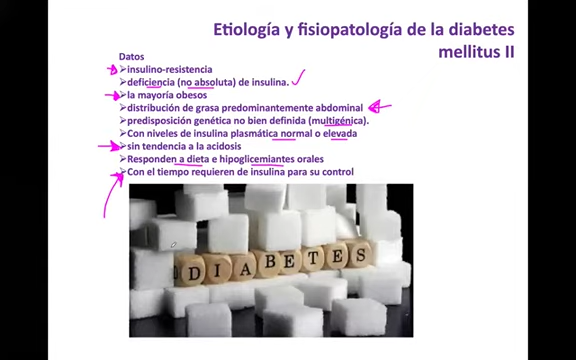 Etiología y fisiopatología de la diabetes
mellitus II
Datos
insulino-resistencia
deficiencia (no absoluta) de insulina.
la mayoría obesos
distribución de grasa predominantemente abdominal
predisposición genética no bien definida (multigénica).
Con niveles de insulina plasmática normal o elevada
sin tendencia a la acidosis
Responden a dieta e hipoglicemiantes orales
Con el tiempo requieren de insulina para su control
DIABETES